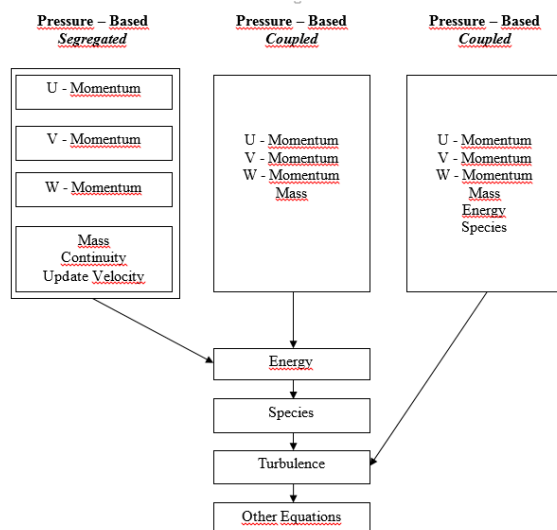 Pressure – Based
Segregated
U - Momentum
V - Momentum
W - Momentum
Mass
Continuity
Update Velocity
Pressure – Based
Coupled
U - Momentum
V - Momentum
W - Momentum
Mass
Pressure – Based
Coupled
U - Momentum
V - Momentum
W - Momentum
Mass
Energy
Species
Energy
Species
Turbulence
Other Equations